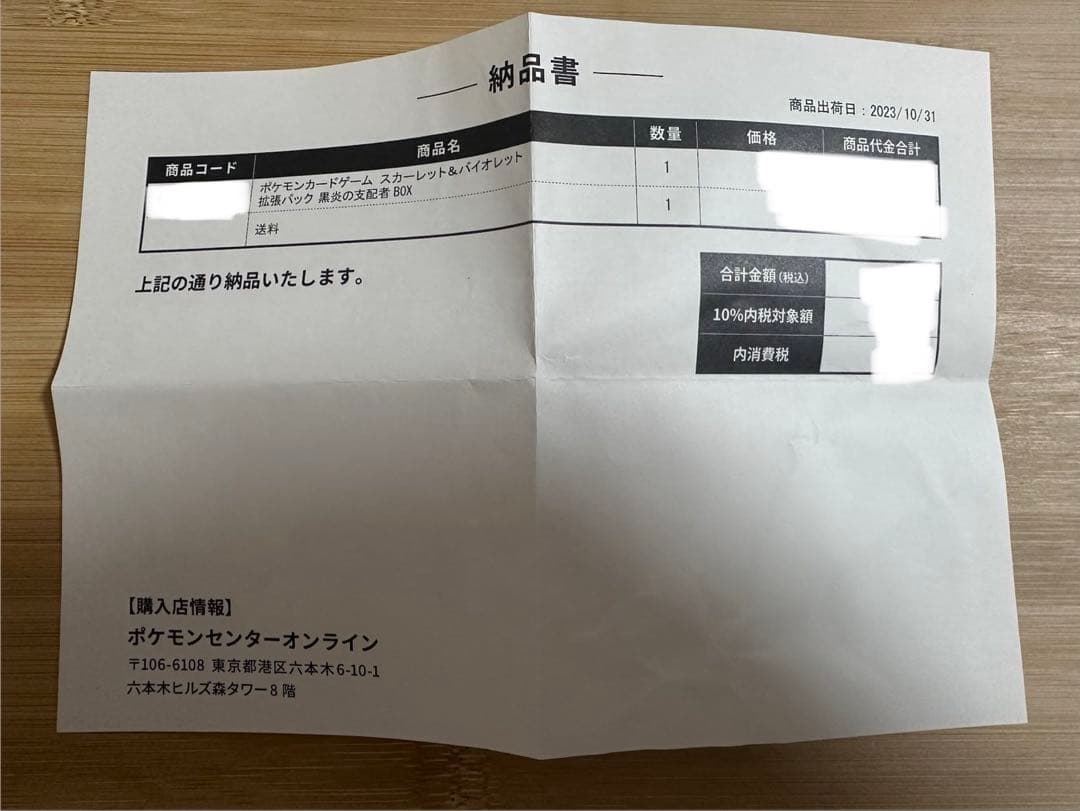 納品書
商品出荷日：2023/10/31
商品コード 商品名 数量 価格 商品代金合計
ポケモンカードゲーム スカーレット&バイオレット
拡張パック 黒炎の支配者BOX
1
送料
1
上記の通り納品いたします。
合計金額(税込)
10%内税対象額
内消費税
【購入店情報】
ポケモンセンターオンライン
〒106-6108 東京都港区六本木6-10-1
六本木ヒルズ森タワー8階